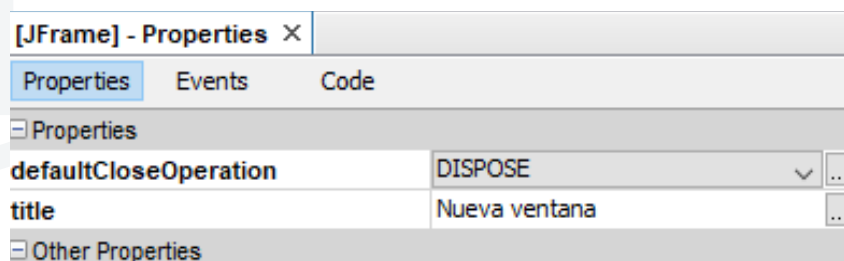 [JFrame] - Properties ×
Properties Events Code
Properties
defaultCloseOperation DISPOSE ...
title Nueva ventana ...
Other Properties